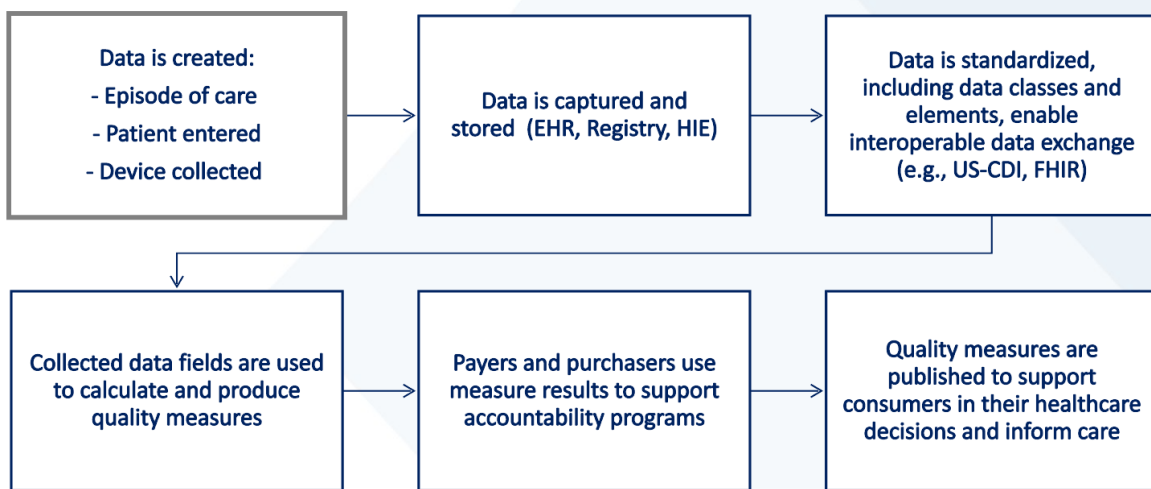 Data is created:
- Episode of care
- Patient entered
- Device collected
Data is captured and
stored (EHR, Registry, HIE)
Data is standardized,
including data classes and
elements, enable
interoperable data exchange
(e.g., US-CDI, FHIR)
Collected data fields are used
to calculate and produce
quality measures
Payers and purchasers use
measure results to support
accountability programs
Quality measures are
published to support
consumers in their healthcare
decisions and inform care